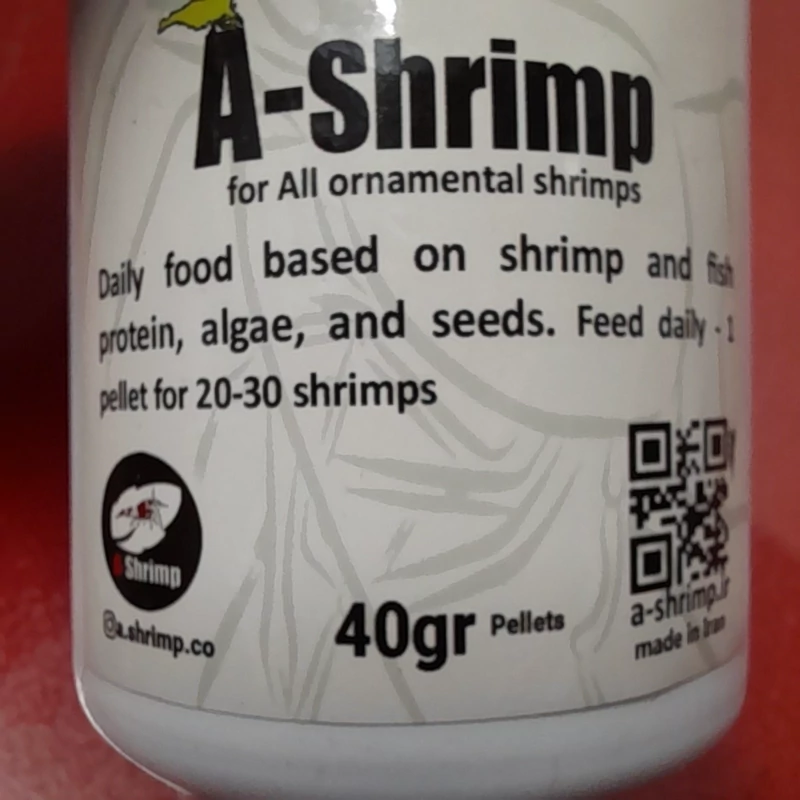 A-Shrimp
for All ornamental shrimps
Daily food based on shrimp and fish
protein, algae, and seeds. Feed daily - 1
pellet for 20-30 shrimps
A Shrimp
@a.shrimp.co
40gr Pellets
a-shrimp.ir
made in Iran